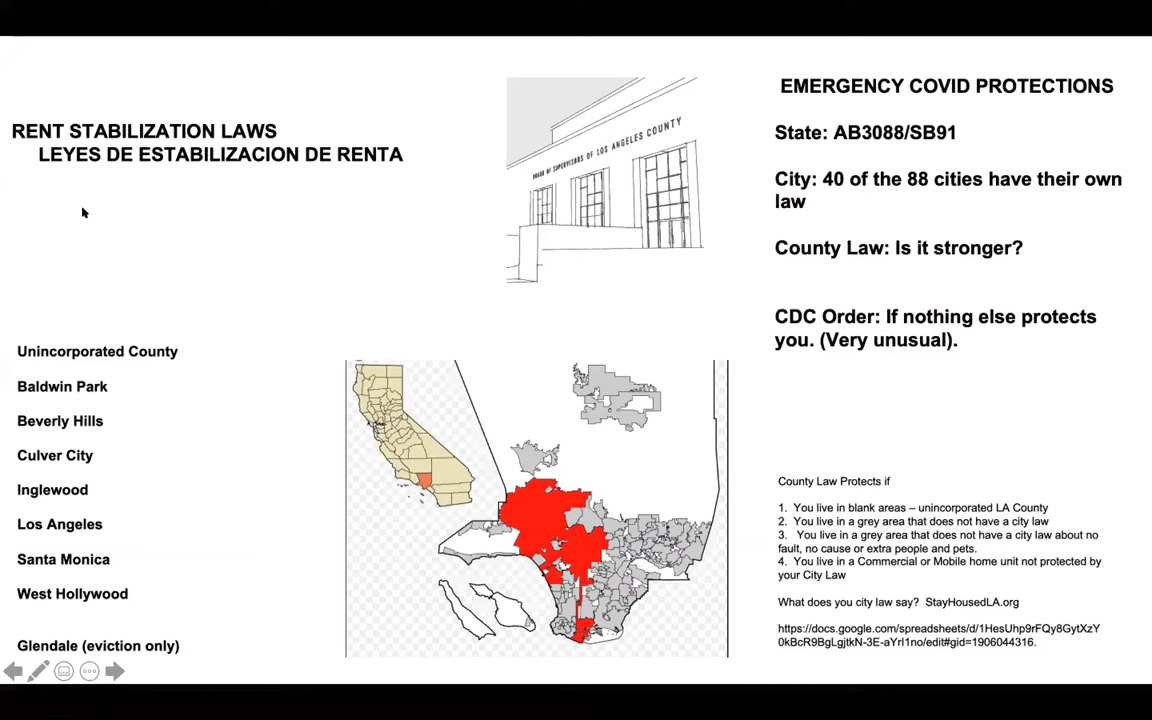 RENT STABILIZATION LAWS
LEYES DE ESTABILIZACION DE RENTA
Unincorporated County
Baldwin Park
Beverly Hills
Culver City
Inglewood
Los Angeles
Santa Monica
West Hollywood
Glendale (eviction only)
BOARD OF SUPERVISORS OF LOS ANGELES COUNTY
EMERGENCY COVID PROTECTIONS
State: AB3088/SB91
City: 40 of the 88 cities have their own
law
County Law: Is it stronger?
CDC Order: If nothing else protects
you. (Very unusual).
County Law Protects if
1. You live in blank areas – unincorporated LA County
2. You live in a grey area that does not have a city law
3. You live in a grey area that does not have a city law about no
fault, no cause or extra people and pets.
4. You live in a Commercial or Mobile home unit not protected by
your City Law
What does you city law say? StayHousedLA.org
https://docs.google.com/spreadsheets/d/1HesUhp9rFQy8GytXzY
0kBcR9BgLgjtkN-3E-aYrI1no/edit#gid=1906044316.